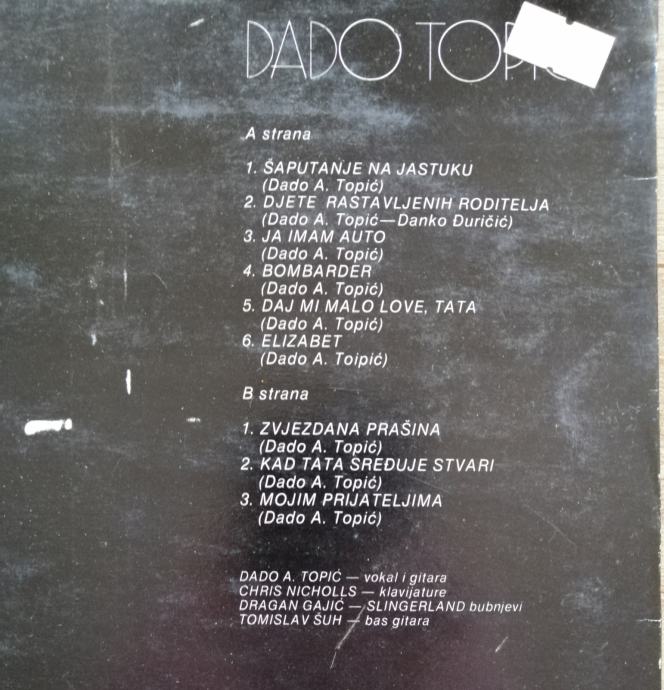 DADO TOPIĆ
A strana
1. ŠAPUTANJE NA JASTUKU
(Dado A. Topić)
2. DJETE RASTAVLJENIH RODITELJA
(Dado A. Topić—Danko Đuričić)
3. JA IMAM AUTO
(Dado A. Topić)
4. BOMBARDER
(Dado A. Topić)
5. DAJ MI MALO LOVE, TATA
(Dado A. Topić)
6. ELIZABET
(Dado A. Toipić)
B strana
1. ZVJEZDANA PRAŠINA
(Dado A. Topić)
2. KAD TATA SREĐUJE STVARI
(Dado A. Topić)
3. MOJIM PRIJATELJIMA
(Dado A. Topić)
DADO A. TOPIĆ — vokal i gitara
CHRIS NICHOLLS — klavijature
DRAGAN GAJIĆ — SLINGERLAND bubnjevi
TOMISLAV ŠUH — bas gitara